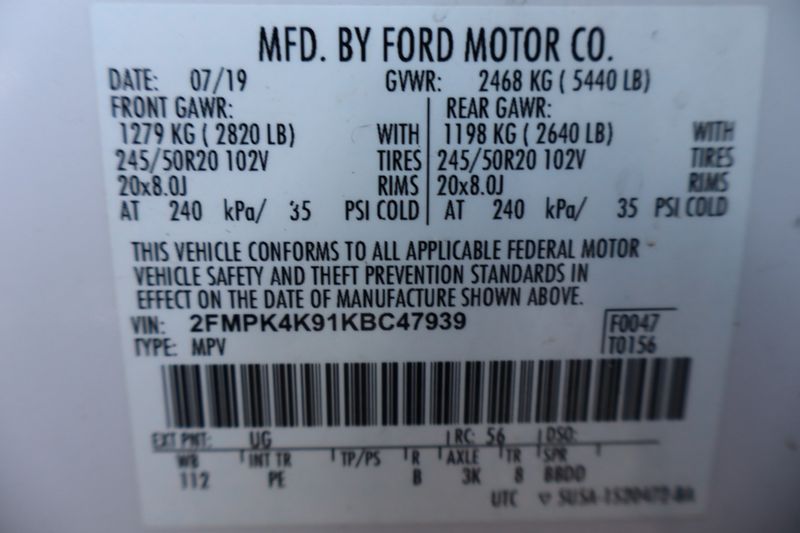 MFD. BY FORD MOTOR CO.
DATE: 07/19 GVWR: 2468 KG ( 5440 LB)
FRONT GAWR: REAR GAWR:
1279 KG ( 2820 LB) WITH 1198 KG ( 2640 LB) WITH
245/50R20 102V TIRES 245/50R20 102V TIRES
20x8.0J RIMS 20x8.0J RIMS
AT 240 kPa/ 35 PSI COLD AT 240 kPa/ 35 PSI COLD
THIS VEHICLE CONFORMS TO ALL APPLICABLE FEDERAL MOTOR
VEHICLE SAFETY AND THEFT PREVENTION STANDARDS IN
EFFECT ON THE DATE OF MANUFACTURE SHOWN ABOVE.
VIN: 2FMPK4K91KBC47939 F0047
TYPE: MPV T0156
EXT PNT: UG RC: 56 DSO:
WB INT TR TP/PS R AXLE TR SPR
112 PE B 3K 8 
UTC